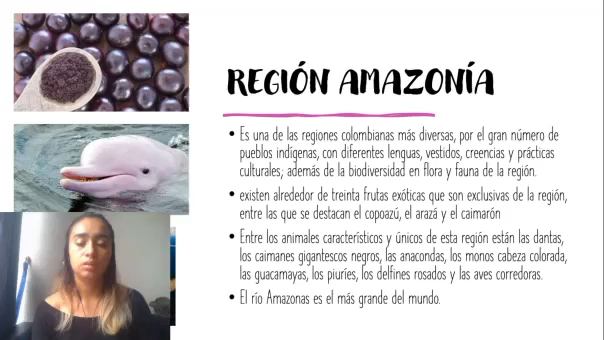 REGIÓN AMAZONÍA
• Es una de las regiones colombianas más diversas, por el gran número de
pueblos indígenas, con diferentes lenguas, vestidos, creencias y prácticas
culturales; además de la biodiversidad en flora y fauna de la región.
• existen alrededor de treinta frutas exóticas que son exclusivas de la región,
entre las que se destacan el copoazú, el arazá y el caimarón
• Entre los animales característicos y únicos de esta región están las dantas,
los caimanes gigantescos negros, las anacondas, los monos cabeza colorada,
las guacamayas, los piuríes, los delfines rosados y las aves corredoras.
• El río Amazonas es el más grande del mundo.